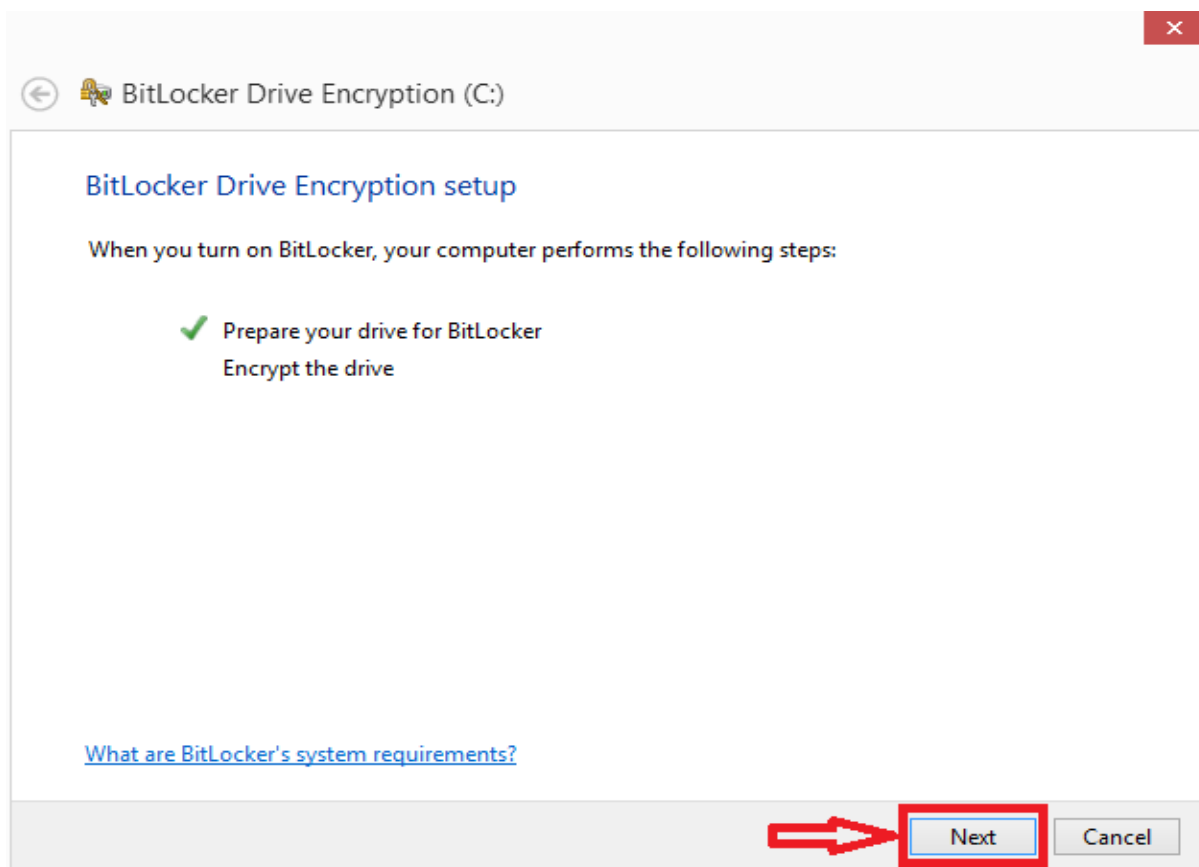 BitLocker Drive Encryption (C:)
BitLocker Drive Encryption setup
When you turn on BitLocker, your computer performs the following steps:
Prepare your drive for BitLocker
Encrypt the drive
What are BitLocker's system requirements?
Next Cancel